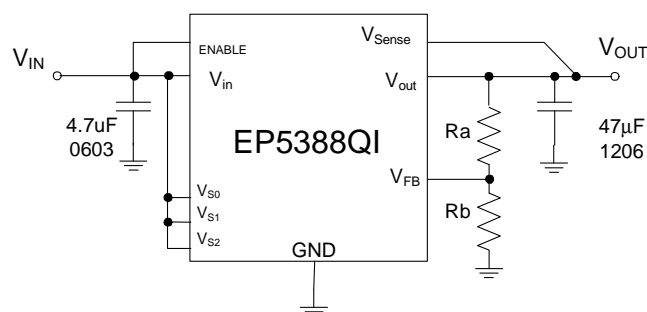 ENABLE
VIN
Vin
4.7uF
0603
VS0
VS1
VS2
EP5388QI
GND
VSense
Vout
VFB
VOUT
Ra
Rb
47μF
1206